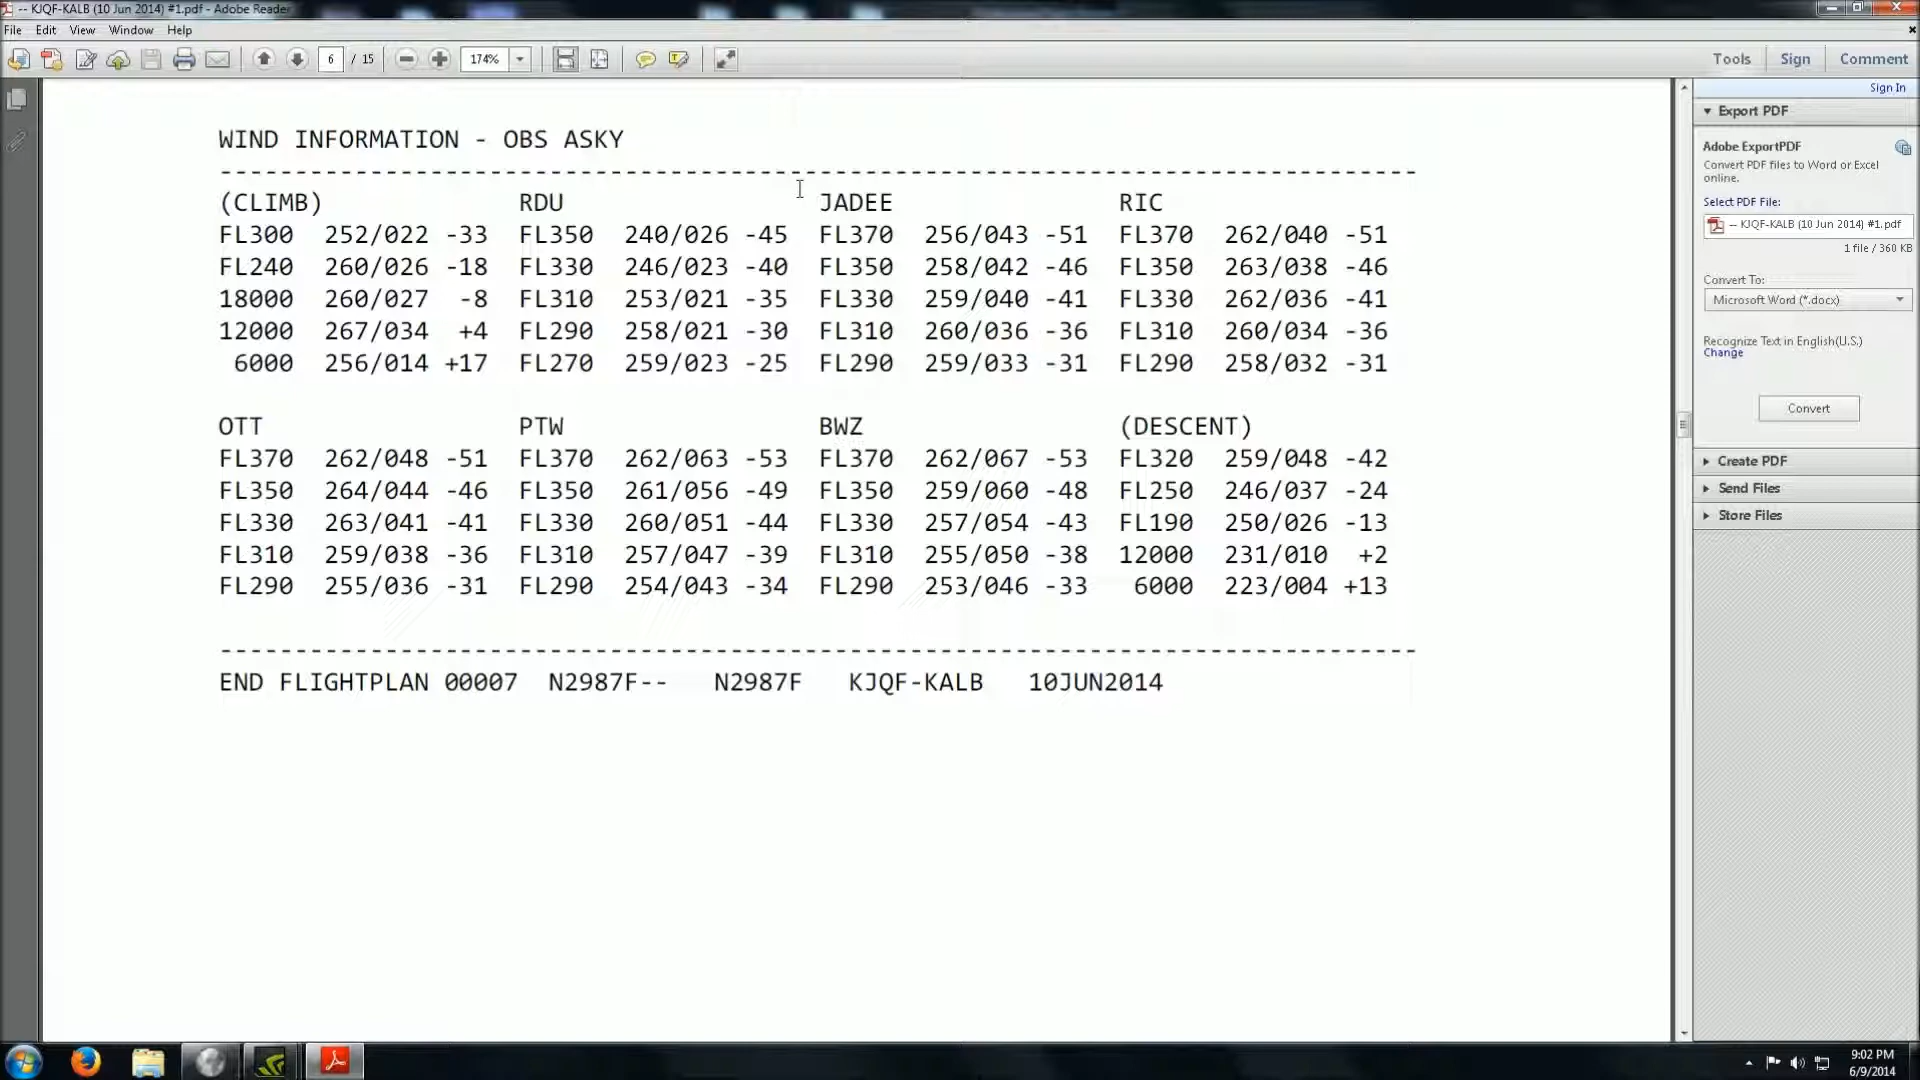 -- KJQF-KALB (10 Jun 2014) #1.pdf - Adobe Reader
File Edit View Window Help
6 / 15 174% Tools Sign Comment
Sign In
WIND INFORMATION - OBS ASKY
--------------------------------------------------------------------------------
(CLIMB) RDU JADEE RIC
FL300 252/022 -33 FL350 240/026 -45 FL370 256/043 -51 FL370 262/040 -51
FL240 260/026 -18 FL330 246/023 -40 FL350 258/042 -46 FL350 263/038 -46
18000 260/027 -8 FL310 253/021 -35 FL330 259/040 -41 FL330 262/036 -41
12000 267/034 +4 FL290 258/021 -30 FL310 260/036 -36 FL310 260/034 -36
6000 256/014 +17 FL270 259/023 -25 FL290 259/033 -31 FL290 258/032 -31
OTT PTW BWZ (DESCENT)
FL370 262/048 -51 FL370 262/063 -53 FL370 262/067 -53 FL320 259/048 -42
FL350 264/044 -46 FL350 261/056 -49 FL350 259/060 -48 FL250 246/037 -24
FL330 263/041 -41 FL330 260/051 -44 FL330 257/054 -43 FL190 250/026 -13
FL310 259/038 -36 FL310 257/047 -39 FL310 255/050 -38 12000 231/010 +2
FL290 255/036 -31 FL290 254/043 -34 FL290 253/046 -33 6000 223/004 +13
--------------------------------------------------------------------------------
END FLIGHTPLAN 00007 N2987F-- N2987F KJQF-KALB 10JUN2014
Export PDF
Adobe ExportPDF
Convert PDF files to Word or Excel
online.
Select PDF File:
-- KJQF-KALB (10 Jun 2014) #1.pdf
1 file / 360 KB
Convert To:
Microsoft Word (*.docx)
Recognize Text in English(U.S.)
Change
Convert
Create PDF
Send Files
Store Files
9:02 PM
6/9/2014